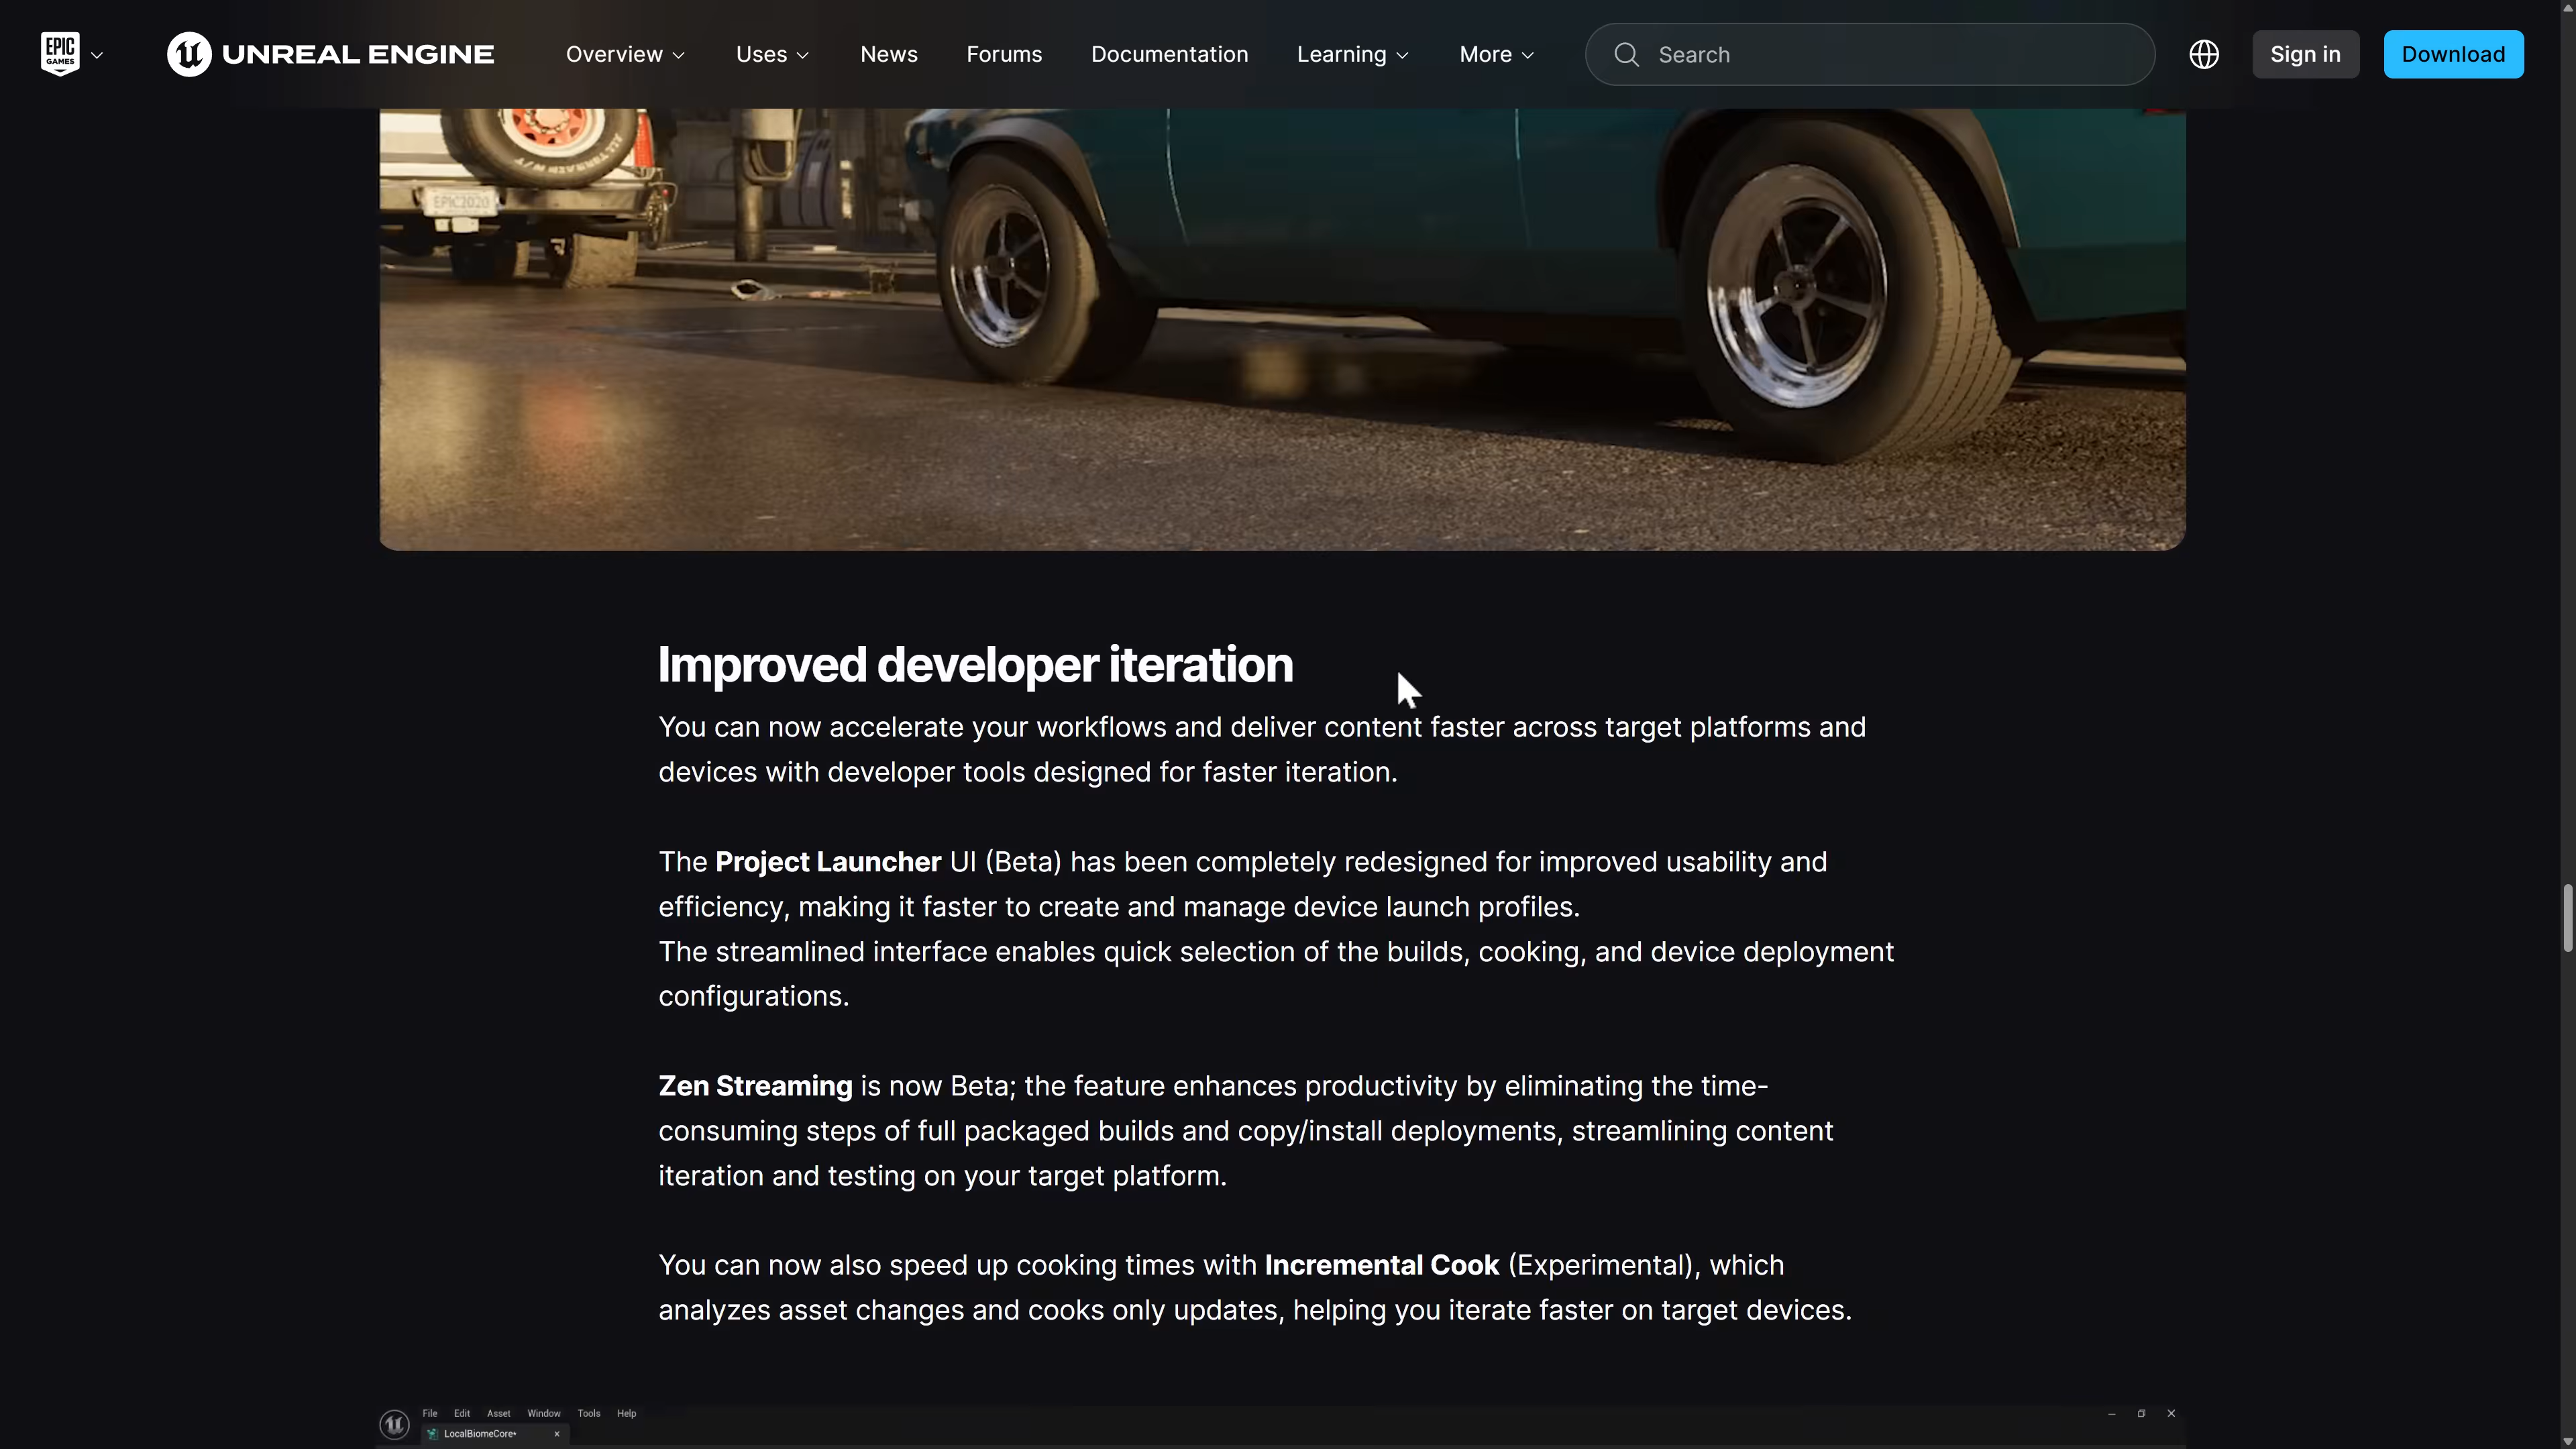 EPIC
GAMES
UNREAL ENGINE
Overview
Uses
News
Forums
Documentation
Learning
More
Search
Sign in
Download
EPIC2020
Improved developer iteration
You can now accelerate your workflows and deliver content faster across target platforms and
devices with developer tools designed for faster iteration.
The Project Launcher UI (Beta) has been completely redesigned for improved usability and
efficiency, making it faster to create and manage device launch profiles.
The streamlined interface enables quick selection of the builds, cooking, and device deployment
configurations.
Zen Streaming is now Beta; the feature enhances productivity by eliminating the time-
consuming steps of full packaged builds and copy/install deployments, streamlining content
iteration and testing on your target platform.
You can now also speed up cooking times with Incremental Cook (Experimental), which
analyzes asset changes and cooks only updates, helping you iterate faster on target devices.
File Edit Asset Window Tools Help
LocalBiomeCore•